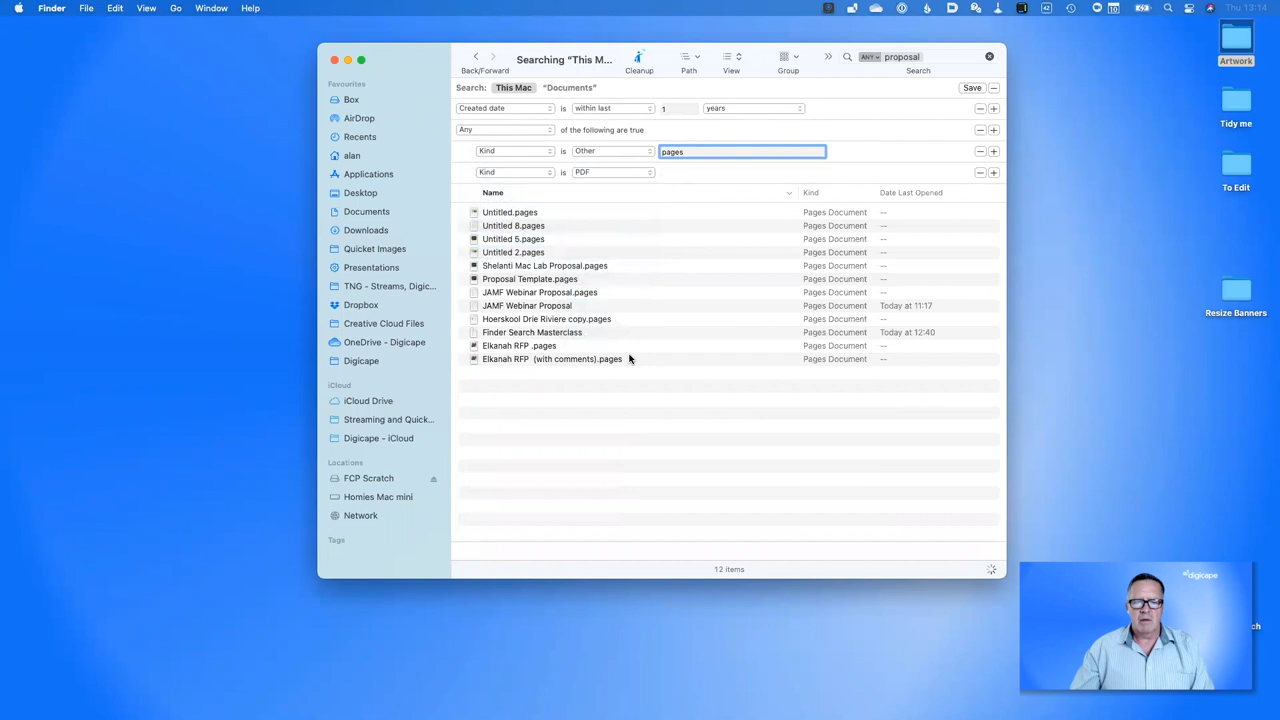 Finder File Edit View Go Window Help
42
Thu 13:14
Searching “This M...
Back/Forward
Cleanup
Path
View
Group
ANY proposal
Search
Search: This Mac “Documents” Save
Created date is within last 1 years
Any of the following are true
Kind is Other pages
Kind is PDF
Name Kind Date Last Opened
Untitled.pages Pages Document --
Untitled 8.pages Pages Document --
Untitled 5.pages Pages Document --
Untitled 2.pages Pages Document --
Shelanti Mac Lab Proposal.pages Pages Document --
Proposal Template.pages Pages Document --
JAMF Webinar Proposal.pages Pages Document --
JAMF Webinar Proposal Pages Document Today at 11:17
Hoerskool Drie Riviere copy.pages Pages Document --
Finder Search Masterclass Pages Document Today at 12:40
Elkanah RFP .pages Pages Document --
Elkanah RFP (with comments).pages Pages Document --
12 items
Favourites
Box
AirDrop
Recents
alan
Applications
Desktop
Documents
Downloads
Quicket Images
Presentations
TNG - Streams, Digic...
Dropbox
Creative Cloud Files
OneDrive - Digicape
Digicape
iCloud
iCloud Drive
Streaming and Quick...
Digicape - iCloud
Locations
FCP Scratch
Homies Mac mini
Network
Tags
Artwork
Tidy me
To Edit
Resize Banners
digicape
ch